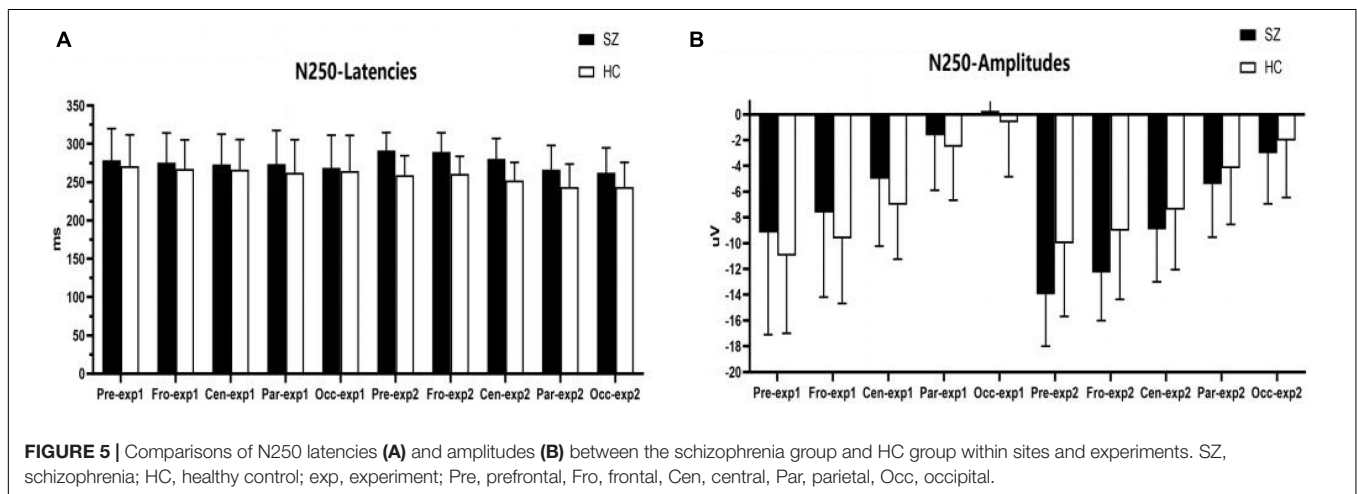 A
SZ
HC
N250-Latencies
350
300
250
200
150
100
50
0
ms
Pre-exp1 Fro-exp1 Cen-exp1 Par-exp1 Occ-exp1 Pre-exp2 Fro-exp2 Cen-exp2 Par-exp2 Occ-exp2
B
SZ
HC
N250-Amplitudes
0
-2
-4
-6
-8
-10
-12
-14
-16
-18
-20
uV
Pre-exp1 Fro-exp1 Cen-exp1 Par-exp1 Occ-exp1 Pre-exp2 Fro-exp2 Cen-exp2 Par-exp2 Occ-exp2
FIGURE 5 | Comparisons of N250 latencies (A) and amplitudes (B) between the schizophrenia group and HC group within sites and experiments. SZ,
schizophrenia; HC, healthy control; exp, experiment; Pre, prefrontal, Fro, frontal, Cen, central, Par, parietal, Occ, occipital.